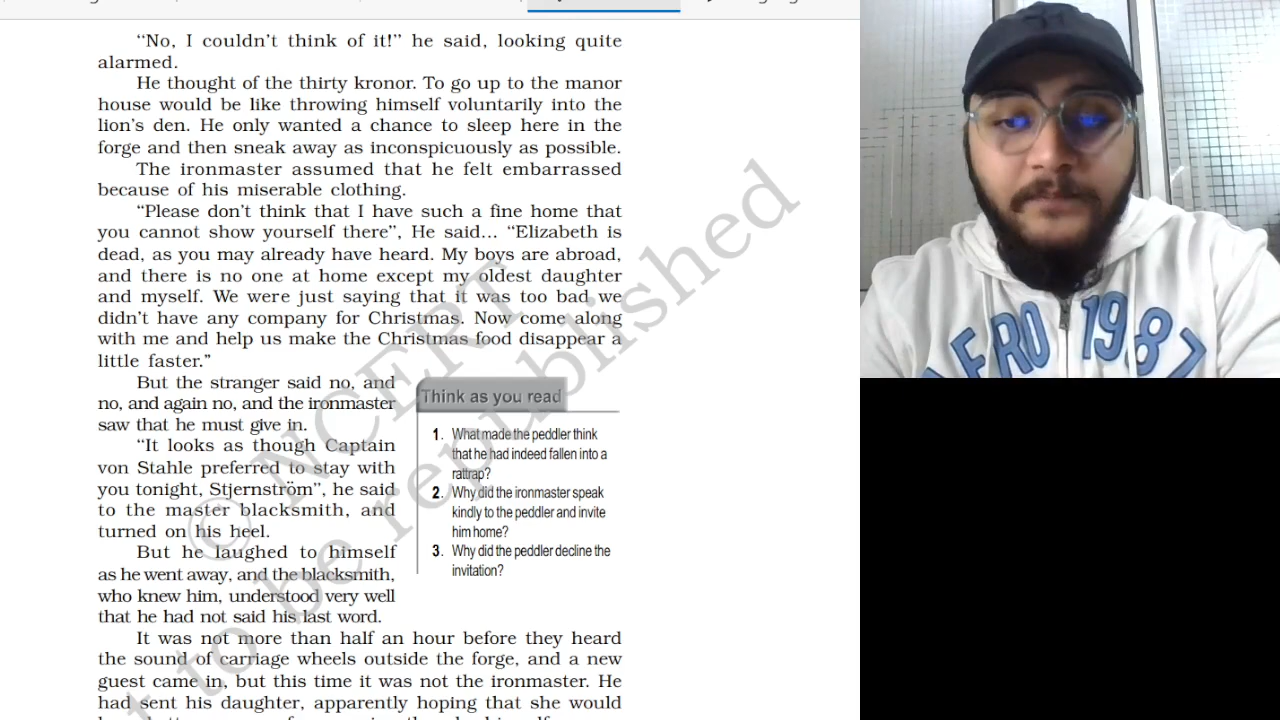 “No, I couldn’t think of it!” he said, looking quite
alarmed.
He thought of the thirty kronor. To go up to the manor
house would be like throwing himself voluntarily into the
lion’s den. He only wanted a chance to sleep here in the
forge and then sneak away as inconspicuously as possible.
The ironmaster assumed that he felt embarrassed
because of his miserable clothing.
“Please don’t think that I have such a fine home that
you cannot show yourself there”, He said... “Elizabeth is
dead, as you may already have heard. My boys are abroad,
and there is no one at home except my oldest daughter
and myself. We were just saying that it was too bad we
didn’t have any company for Christmas. Now come along
with me and help us make the Christmas food disappear a
little faster.”
But the stranger said no, and
no, and again no, and the ironmaster
saw that he must give in.
“It looks as though Captain
von Stahle preferred to stay with
you tonight, Stjernström”, he said
to the master blacksmith, and
turned on his heel.
But he laughed to himself
as he went away, and the blacksmith,
who knew him, understood very well
that he had not said his last word.
Think as you read
1. What made the peddler think
that he had indeed fallen into a
rattrap?
2. Why did the ironmaster speak
kindly to the peddler and invite
him home?
3. Why did the peddler decline the
invitation?
It was not more than half an hour before they heard
the sound of carriage wheels outside the forge, and a new
guest came in, but this time it was not the ironmaster. He
had sent his daughter, apparently hoping that she would
© NCERT
be republished
1987